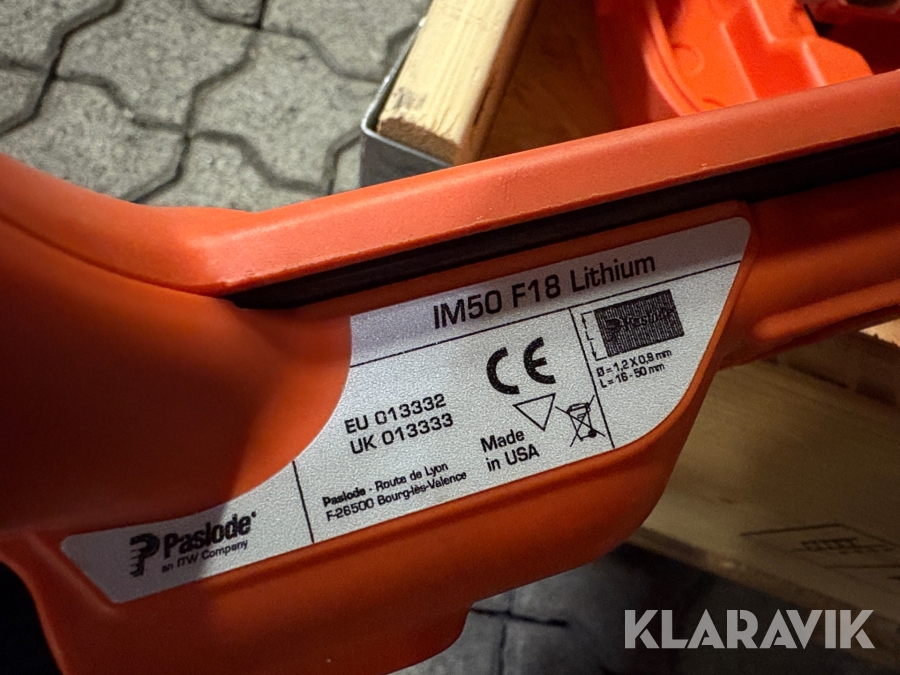 IM50 F18 Lithium
Paslode
Ø = 1,2 X 0,9 mm
L = 16 - 50 mm
CE
EU 013332
UK 013333
Made
in USA
Paslode - Route de Lyon
F-26500 Bourg-lès-Valence
Paslode®
an ITW Company
KLARAVIK